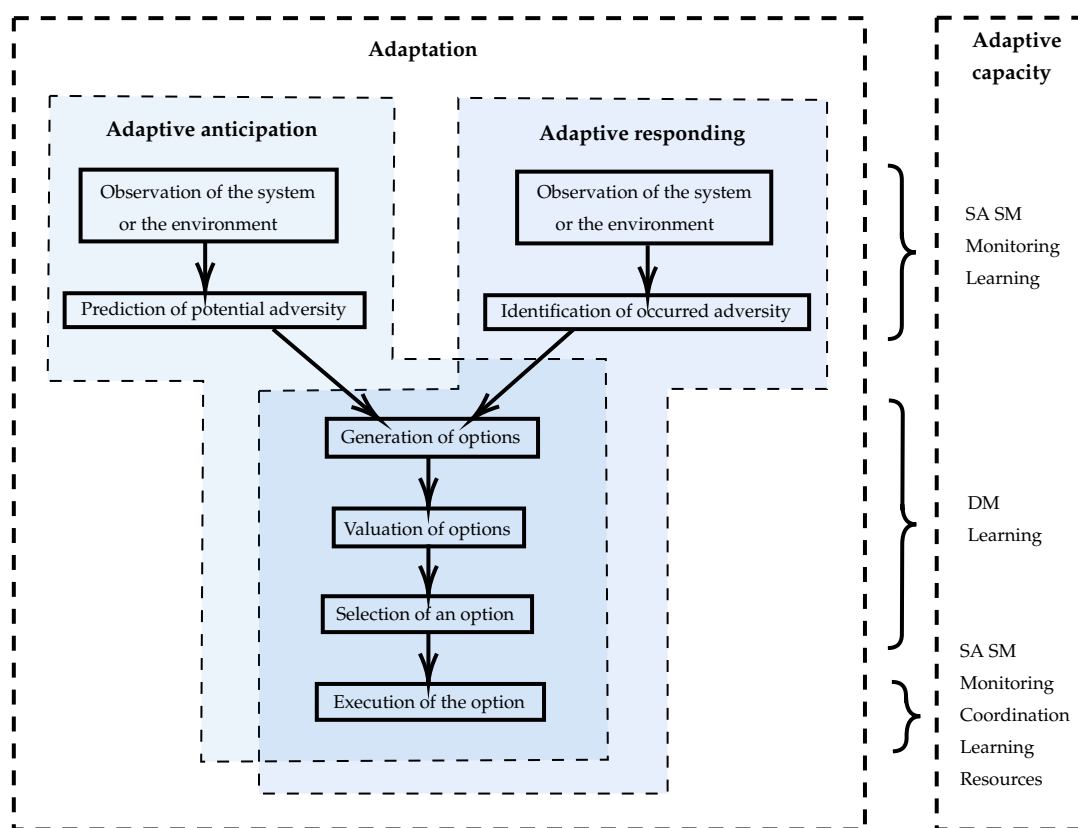 Adaptation
Adaptive anticipation
Observation of the system
or the environment
Prediction of potential adversity
Adaptive responding
Observation of the system
or the environment
Identification of occurred adversity
Generation of options
Valuation of options
Selection of an option
Execution of the option
Adaptive
capacity
SA SM
Monitoring
Learning
DM
Learning
SA SM
Monitoring
Coordination
Learning
Resources